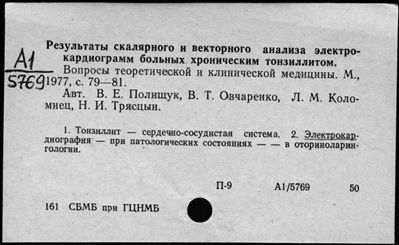 А1
5769
Результаты скалярного и векторного анализа электро-
кардиограмм больных хроническим тонзиллитом.
Вопросы теоретической и клинической медицины. М.,
1977, с. 79—81.
Авт. В. Е. Полищук, В. Т. Овчаренко, Л. М. Коло-
миец, Н. И. Трясцын.
1. Тонзиллит — сердечно-сосудистая система. 2. Электрокар-
диография — при патологических состояниях — — в оториноларин-
гологии.
П-9 А1/5769 50
161 СБМБ при ГЦНМБ